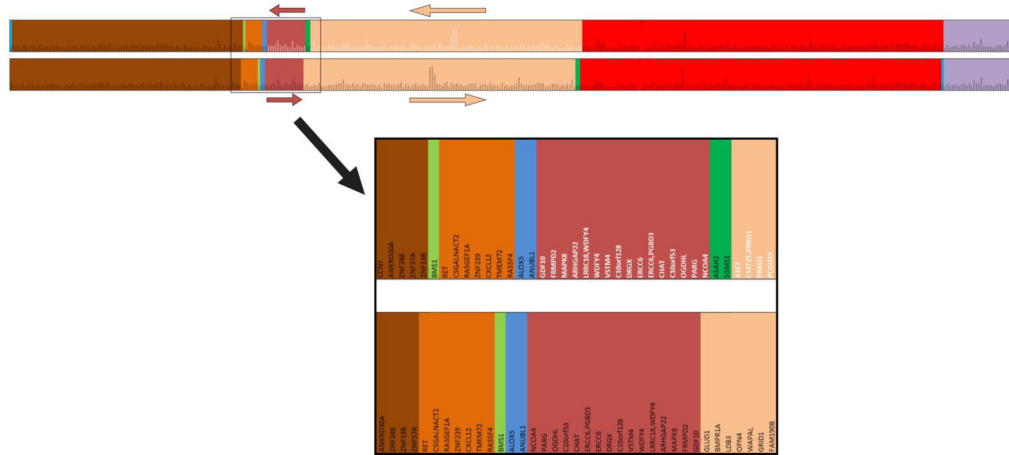 CCNY
ANKRD30A
ZNF248
ZNF37A
ZNF33B
BMS1
RET
CSGALNACT2
RASGEF1A
ZNF239
CXCL12
TMEM72
RASSF4
ALOX5
ANUBL1
GDF10
FRMPD2
MAPK8
ARHGAP22
LRRC18,WDFY4
WDFY4
VSTM4
C10orf128
DRGX
ERCC6
ERCC6,PGBD3
CHAT
C10orf53
OGDHL
PARG
NCOA4
ASAH2
SGMS1
A1CF
PRKG1
PCDH15
ANKRD30A
ZNF248
ZNF33B
ZNF37A
RET
CSGALNACT2
RASGEF1A
ZNF239
CXCL12
TMEM72
RASSF4
BMS1
ALOX5
ANUBL1
NCOA4
PARG
OGDHL
C10orf53
CHAT
ERCC6,PGBD3
ERCC6
DRGX
C10orf128
VSTM4
WDFY4
LRRC18,WDFY4
ARHGAP22
MAPK8
FRMPD2
GDF10
GLUD1
BMPR1A
LDB3
OPN4
WAPAL
GRID1
FAM190B